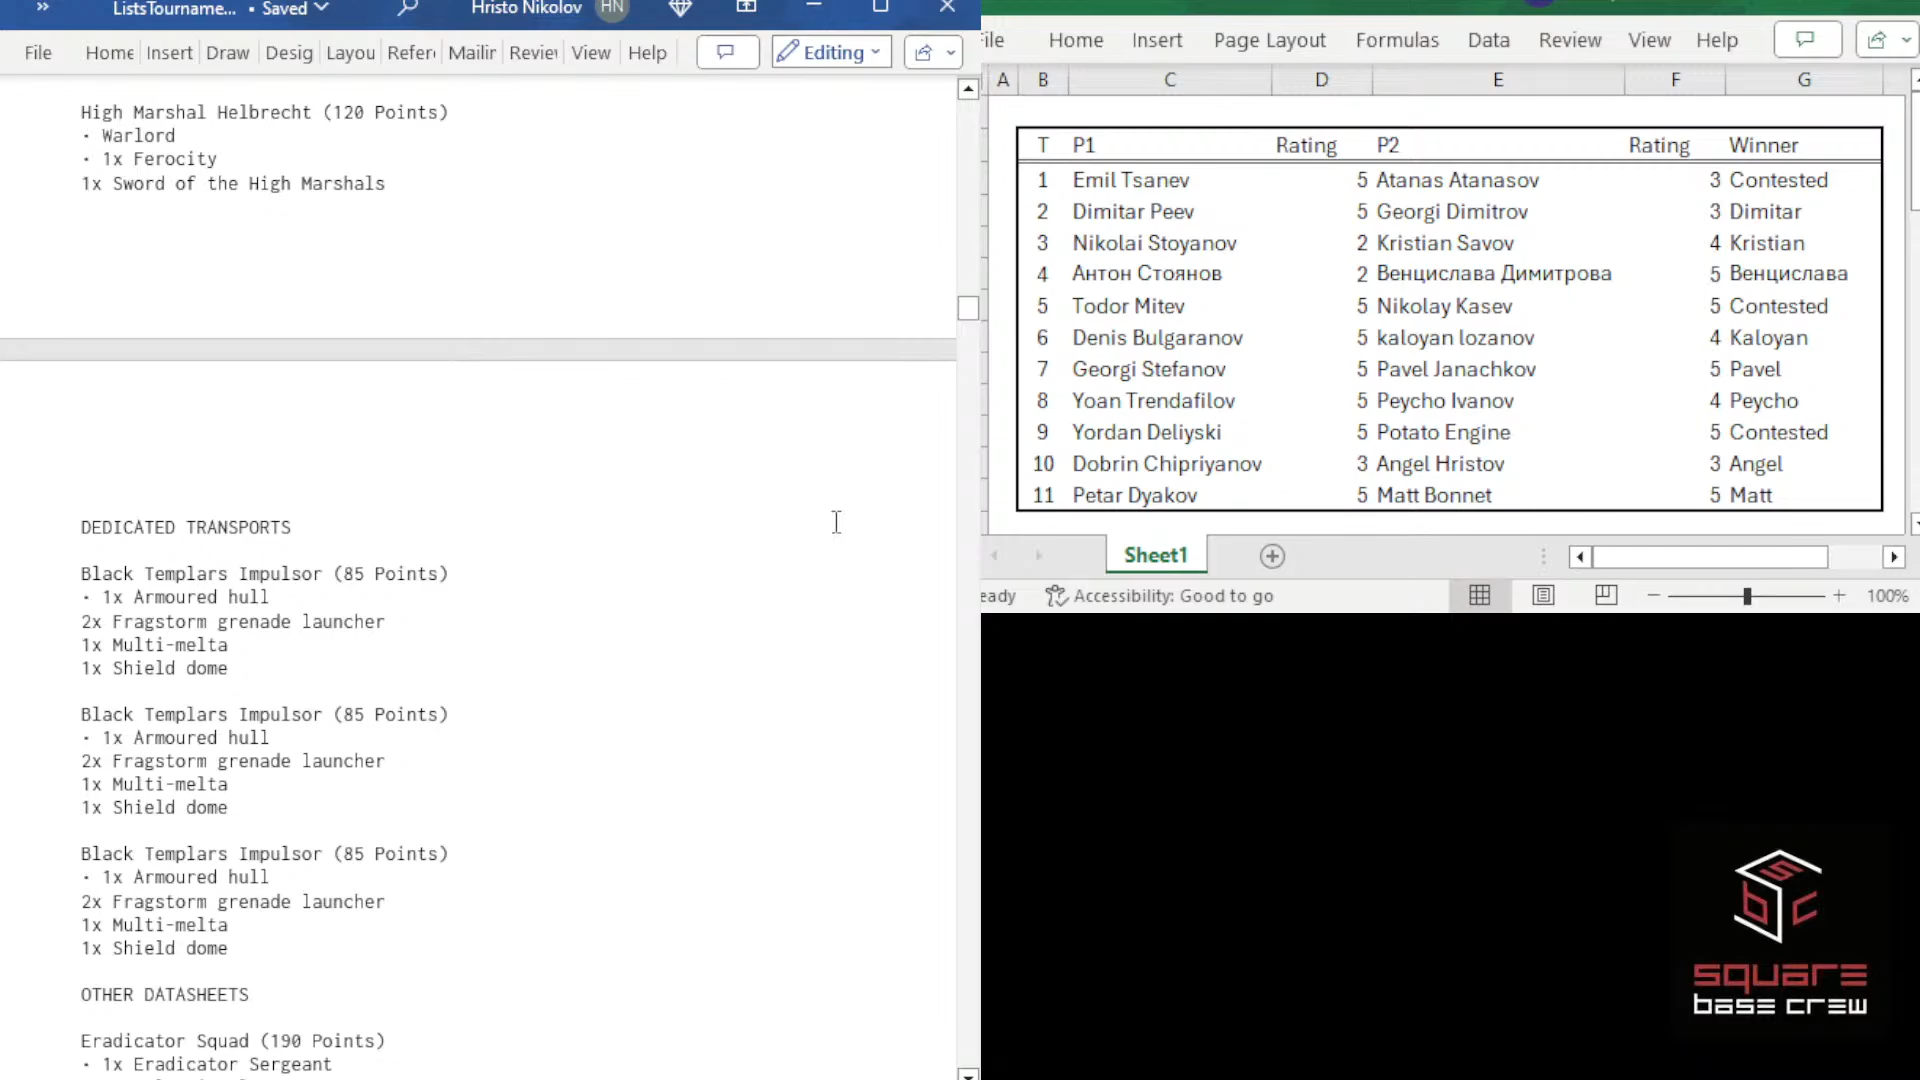 ListsTourname... • Saved
Hristo Nikolov HN
File Home Insert Draw Desig Layou Refer Mailin Review View Help Editing
High Marshal Helbrecht (120 Points)
• Warlord
• 1x Ferocity
1x Sword of the High Marshals
DEDICATED TRANSPORTS
Black Templars Impulsor (85 Points)
• 1x Armoured hull
2x Fragstorm grenade launcher
1x Multi-melta
1x Shield dome
Black Templars Impulsor (85 Points)
• 1x Armoured hull
2x Fragstorm grenade launcher
1x Multi-melta
1x Shield dome
Black Templars Impulsor (85 Points)
• 1x Armoured hull
2x Fragstorm grenade launcher
1x Multi-melta
1x Shield dome
OTHER DATASHEETS
Eradicator Squad (190 Points)
• 1x Eradicator Sergeant
ile Home Insert Page Layout Formulas Data Review View Help
A B C D E F G
T P1 Rating P2 Rating Winner
1 Emil Tsanev 5 Atanas Atanasov 3 Contested
2 Dimitar Peev 5 Georgi Dimitrov 3 Dimitar
3 Nikolai Stoyanov 2 Kristian Savov 4 Kristian
4 Антон Стоянов 2 Венцислава Димитрова 5 Венцислава
5 Todor Mitev 5 Nikolay Kasev 5 Contested
6 Denis Bulgaranov 5 kaloyan lozanov 4 Kaloyan
7 Georgi Stefanov 5 Pavel Janachkov 5 Pavel
8 Yoan Trendafilov 5 Peycho Ivanov 4 Peycho
9 Yordan Deliyski 5 Potato Engine 5 Contested
10 Dobrin Chipriyanov 3 Angel Hristov 3 Angel
11 Petar Dyakov 5 Matt Bonnet 5 Matt
Sheet1
eady Accessibility: Good to go 100%
sbc
square
base crew